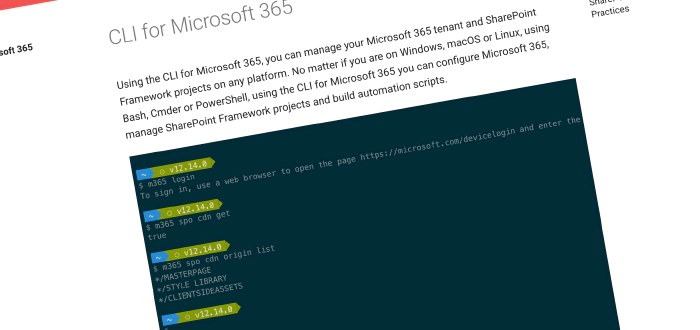 CLI for Microsoft 365
soft 365
Practices
Using the CLI for Microsoft 365, you can manage your Microsoft 365 tenant and SharePoint
Framework projects on any platform. No matter if you are on Windows, macOS or Linux, using
Bash, Cmder or PowerShell, using the CLI for Microsoft 365 you can configure Microsoft 365,
manage SharePoint Framework projects and build automation scripts.
~ ○ v12.14.0
$ m365 login
To sign in, use a web browser to open the page https://microsoft.com/devicelogin and enter the
~ ○ v12.14.0
$ m365 spo cdn get
true
~ ○ v12.14.0
$ m365 spo cdn origin list
*/MASTERPAGE
*/STYLE LIBRARY
*/CLIENTSIDEASSETS
~ ○ v12.14.0